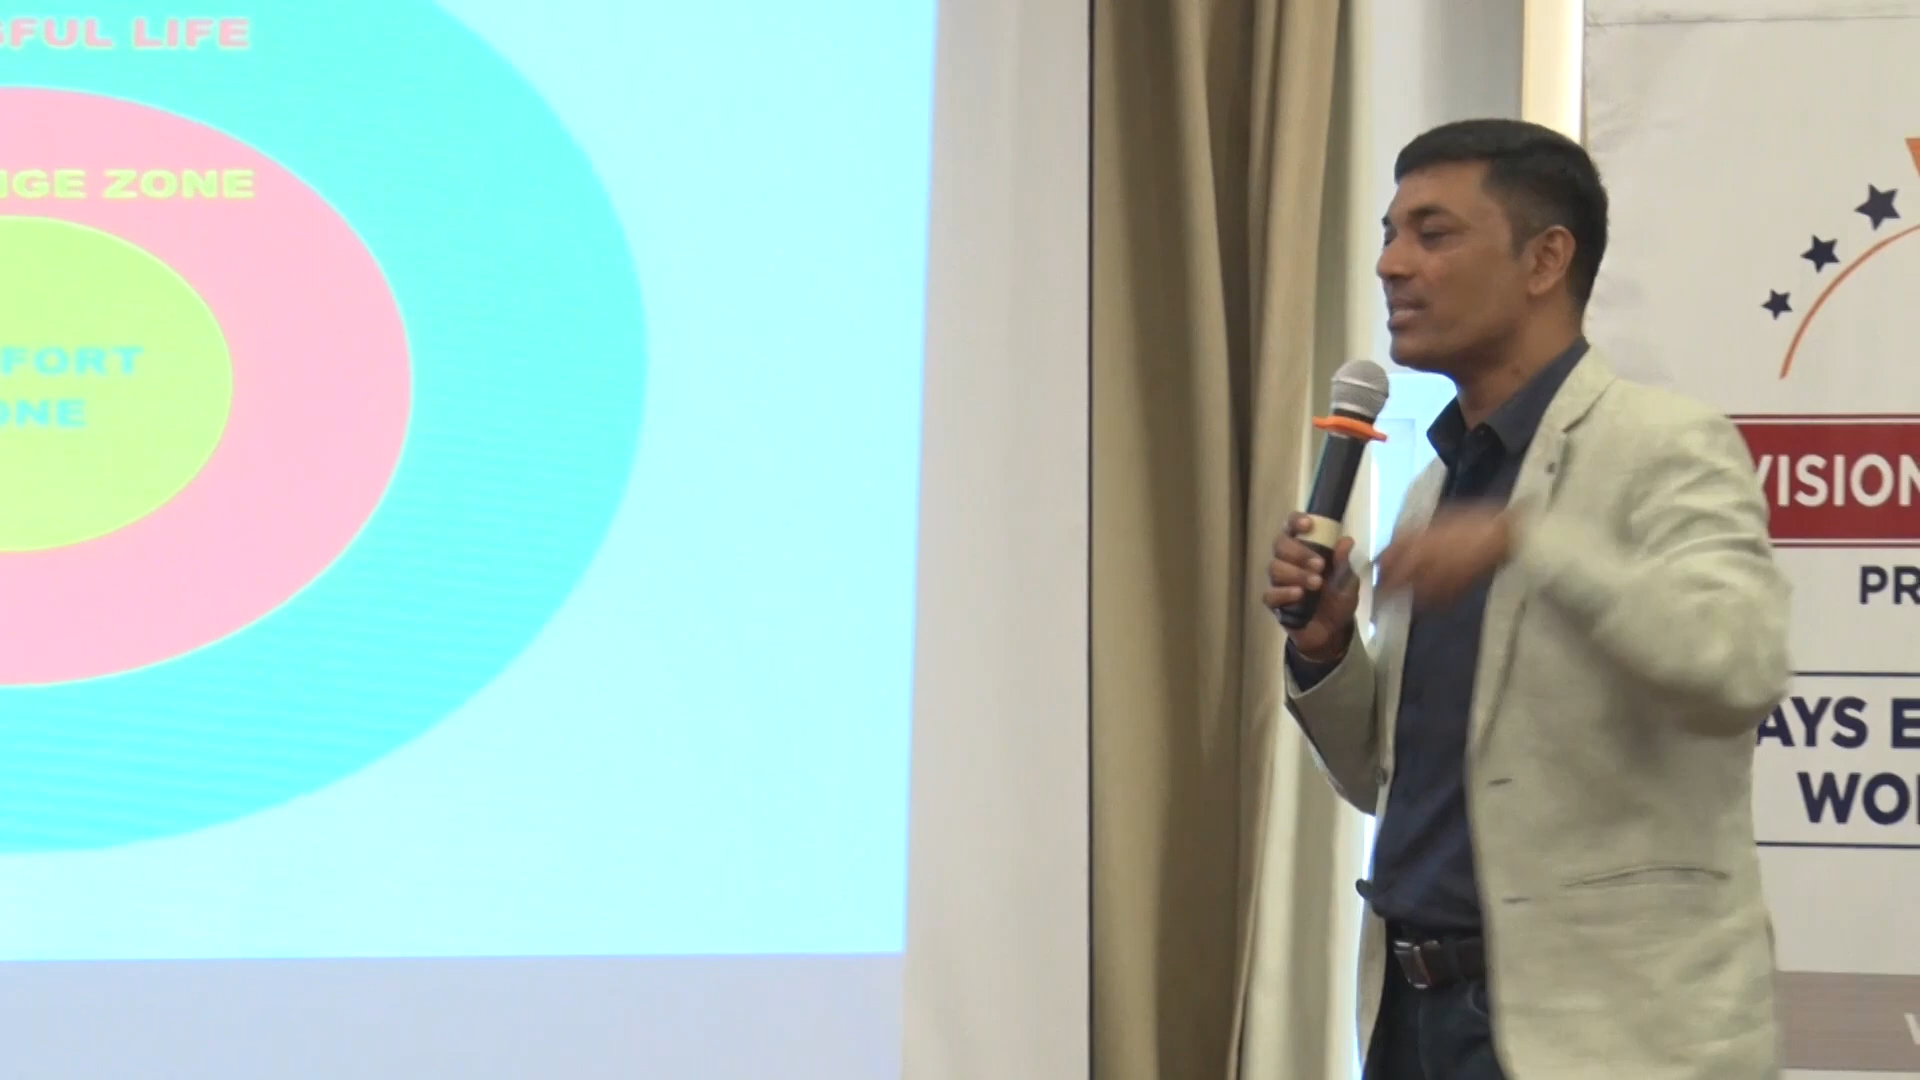 SFUL LIFE
NGE ZONE
FORT
ONE
VISION
PR
AYS E
WO